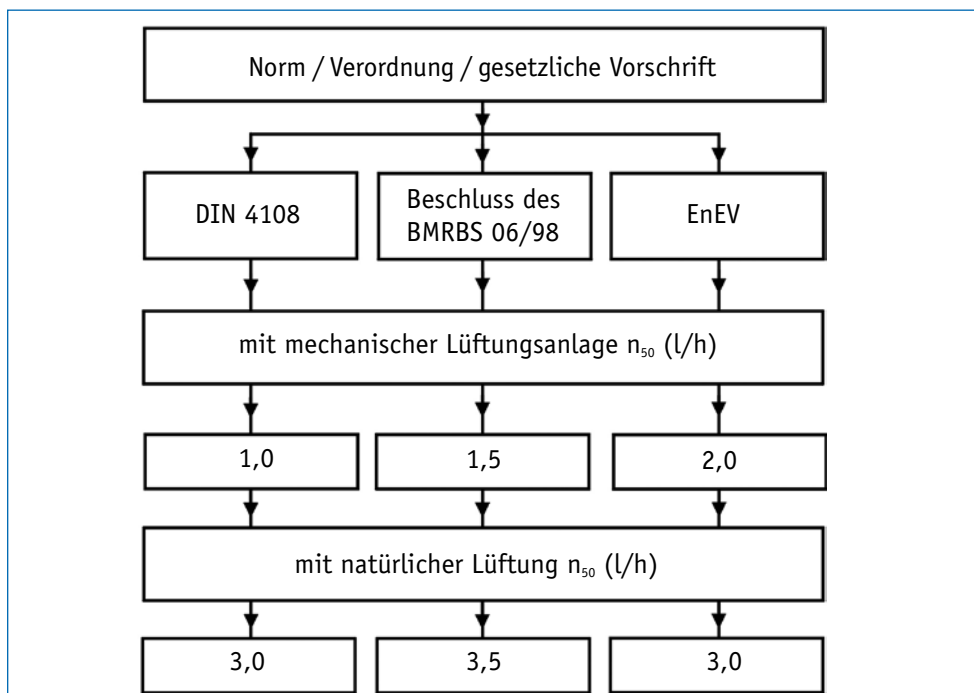 Norm / Verordnung / gesetzliche Vorschrift
DIN 4108
Beschluss des
BMRBS 06/98
EnEV
mit mechanischer Lüftungsanlage n₅₀ (l/h)
1,0
1,5
2,0
mit natürlicher Lüftung n₅₀ (l/h)
3,0
3,5
3,0